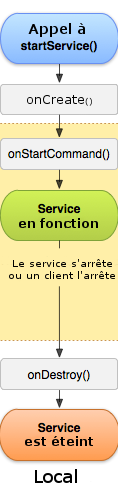 Appel à
startService()
onCreate()
onStartCommand()
Service
en fonction
Le service s'arrête
ou un client l'arrête
onDestroy()
Service
est éteint
Local